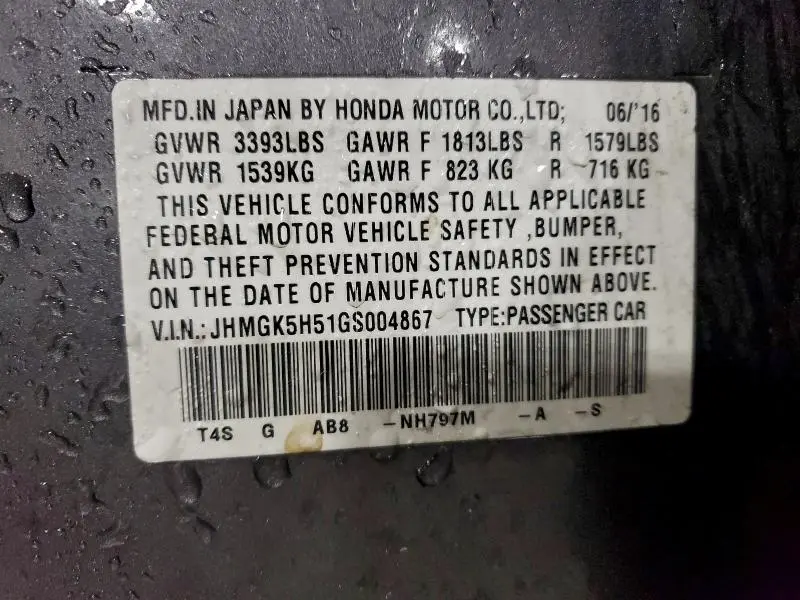 MFD.IN JAPAN BY HONDA MOTOR CO.,LTD; 06/'16
GVWR 3393LBS GAWR F 1813LBS R 1579LBS
GVWR 1539KG GAWR F 823 KG R 716 KG
THIS VEHICLE CONFORMS TO ALL APPLICABLE
FEDERAL MOTOR VEHICLE SAFETY ,BUMPER,
AND THEFT PREVENTION STANDARDS IN EFFECT
ON THE DATE OF MANUFACTURE SHOWN ABOVE.
V.I.N.: JHMGK5H51GS004867 TYPE:PASSENGER CAR
T4S G AB8 -NH797M -A -S